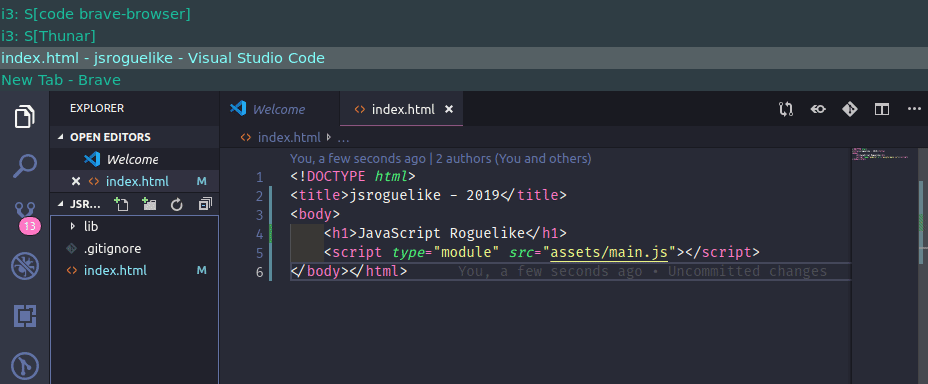 i3: S[code brave-browser]
i3: S[Thunar]
index.html - jsroguelike - Visual Studio Code
New Tab - Brave
EXPLORER
OPEN EDITORS
Welcome
index.html M
JSR...
lib
.gitignore
index.html M
13
Welcome
<> index.html ×
<> index.html ...
You, a few seconds ago | 2 authors (You and others)
1 <!DOCTYPE html>
2 <title>jsroguelike - 2019</title>
3 <body>
4 <h1>JavaScript Roguelike</h1>
5 <script type="module" src="assets/main.js"></script>
6 </body></html> You, a few seconds ago • Uncommitted changes